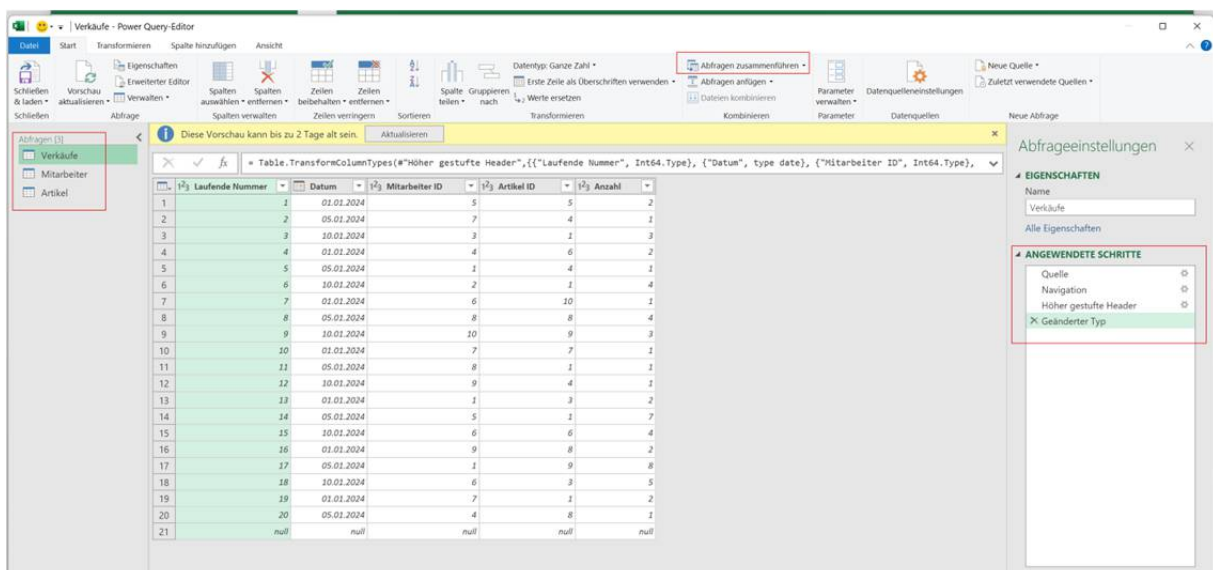 Verkäufe - Power Query-Editor
Datei Start Transformieren Spalte hinzufügen Ansicht
Schließen & laden
Vorschau aktualisieren
Eigenschaften
Erweiterter Editor
Verwalten
Spalten auswählen
Spalten entfernen
Zeilen beibehalten
Zeilen entfernen
Spalte teilen
Gruppieren nach
Datentyp: Ganze Zahl
Erste Zeile als Überschriften verwenden
Werte ersetzen
Abfragen zusammenführen
Abfragen anfügen
Dateien kombinieren
Parameter verwalten
Datenquelleneinstellungen
Neue Quelle
Zuletzt verwendete Quellen
Schließen Abfrage Spalten verwalten Zeilen verringern Sortieren Transformieren Kombinieren Parameter Datenquellen Neue Abfrage
Abfragen [3]
Verkäufe
Mitarbeiter
Artikel
Diese Vorschau kann bis zu 2 Tage alt sein. Aktualisieren
fx = Table.TransformColumnTypes(#"Höher gestufte Header",{{"Laufende Nummer", Int64.Type}, {"Datum", type date}, {"Mitarbeiter ID", Int64.Type},
123 Laufende Nummer Datum 123 Mitarbeiter ID 123 Artikel ID 123 Anzahl
1 1 01.01.2024 5 5 2
2 2 05.01.2024 7 4 1
3 3 10.01.2024 3 1 3
4 4 01.01.2024 4 6 2
5 5 05.01.2024 1 4 1
6 6 10.01.2024 2 1 4
7 7 01.01.2024 6 10 1
8 8 05.01.2024 8 8 4
9 9 10.01.2024 10 9 3
10 10 01.01.2024 7 7 1
11 11 05.01.2024 8 1 1
12 12 10.01.2024 9 4 1
13 13 01.01.2024 1 3 2
14 14 05.01.2024 5 1 7
15 15 10.01.2024 6 6 4
16 16 01.01.2024 9 8 2
17 17 05.01.2024 1 9 8
18 18 10.01.2024 6 3 5
19 19 01.01.2024 7 1 2
20 20 05.01.2024 4 8 1
21 null null null null null
Abfrageeinstellungen
EIGENSCHAFTEN
Name
Verkäufe
Alle Eigenschaften
ANGEWENDETE SCHRITTE
Quelle
Navigation
Höher gestufte Header
Geänderter Typ